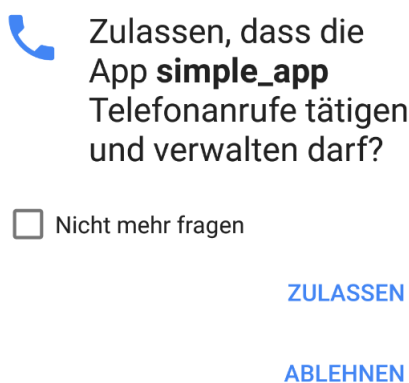 Zulassen, dass die
App simple_app
Telefonanrufe tätigen
und verwalten darf?
Nicht mehr fragen
ZULASSEN
ABLEHNEN